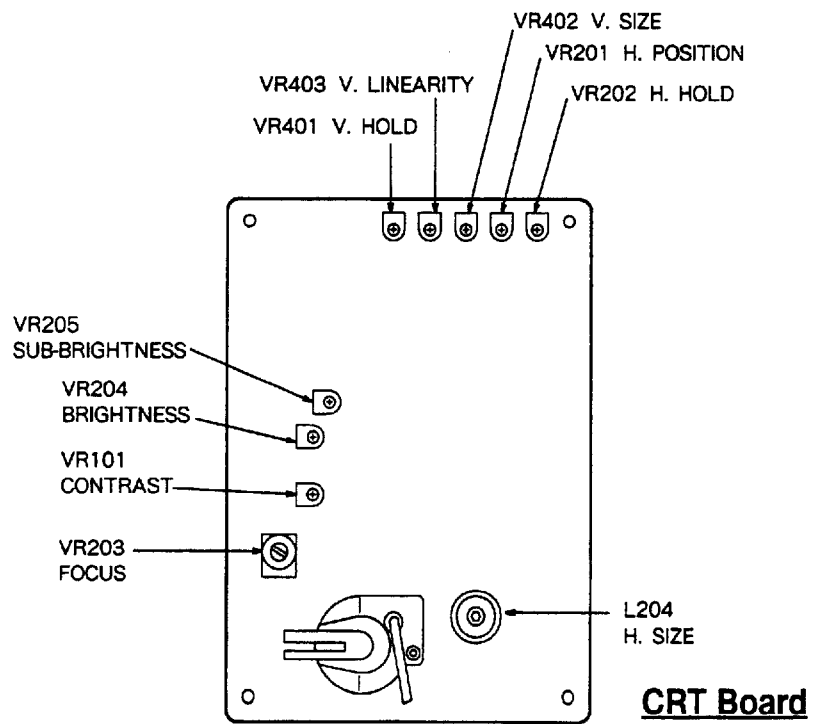 VR402 V. SIZE
VR201 H. POSITION
VR403 V. LINEARITY
VR202 H. HOLD
VR401 V. HOLD
VR205
SUB-BRIGHTNESS
VR204
BRIGHTNESS
VR101
CONTRAST
VR203
FOCUS
L204
H. SIZE
CRT Board